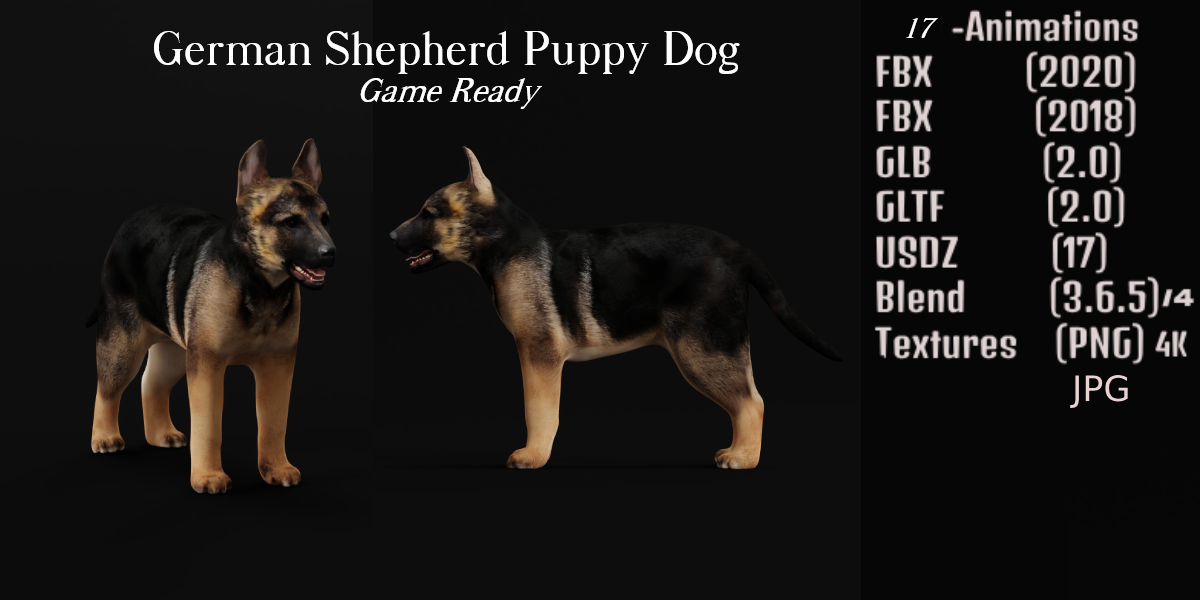 German Shepherd Puppy Dog
Game Ready
17 -Animations
FBX (2020)
FBX (2018)
GLB (2.0)
GLTF (2.0)
USDZ (17)
Blend (3.6.5)/4
Textures (PNG) 4K
JPG